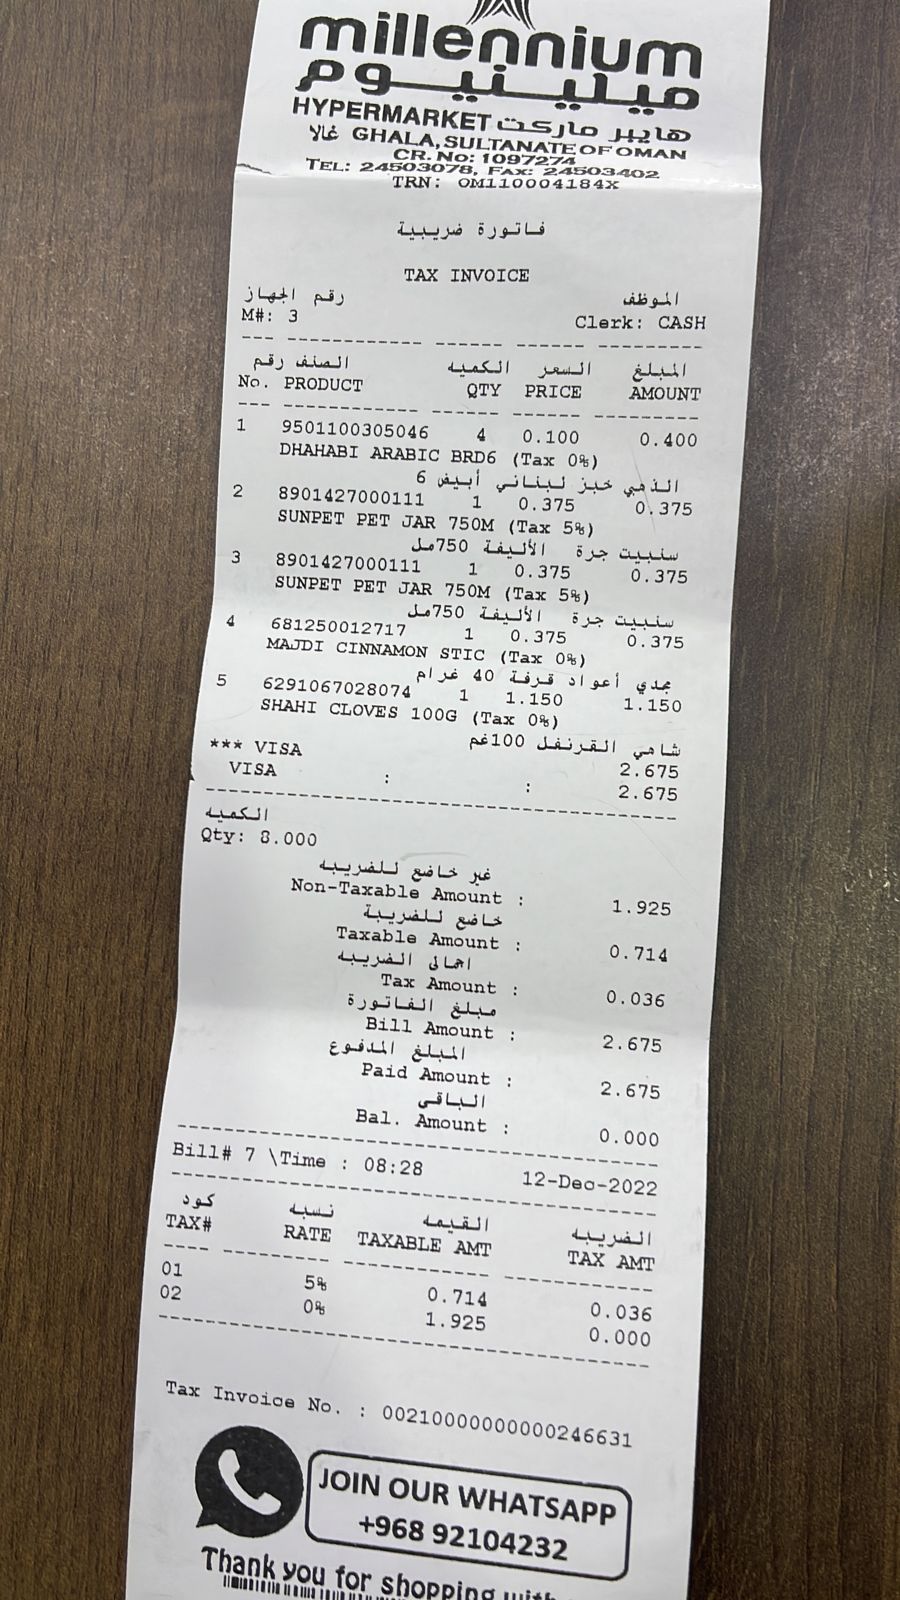 millennium
ميلينيوم
HYPERMARKET هايبر ماركت
غالا GHALA, SULTANATE OF OMAN
CR. No: 1097274
TEL: 24503078, FAX: 24503402
TRN: OM110004184X
فاتورة ضريبية
TAX INVOICE
رقم الجهاز الموظف
M#: 3 Clerk: CASH
رقم الصنف الكميه السعر المبلغ
No. PRODUCT QTY PRICE AMOUNT
1 9501100305046 4 0.100 0.400
DHAHABI ARABIC BRD6 (Tax 0%)
الذهبي خبز لبناني أبيض 6
2 8901427000111 1 0.375 0.375
SUNPET PET JAR 750M (Tax 5%)
سنبيت جرة الأليفة 750مل
3 8901427000111 1 0.375 0.375
SUNPET PET JAR 750M (Tax 5%)
سنبيت جرة الأليفة 750مل
4 681250012717 1 0.375 0.375
MAJDI CINNAMON STIC (Tax 0%)
مجدي أعواد قرفة 40 غرام
5 6291067028074 1 1.150 1.150
SHAHI CLOVES 100G (Tax 0%)
شاهي القرنفل 100غم
*** VISA 2.675
VISA : : 2.675
الكميه
Qty: 8.000
غير خاضع للضريبه
Non-Taxable Amount : 1.925
خاضع للضريبة
Taxable Amount : 0.714
اجمالى الضريبه
Tax Amount : 0.036
مبلغ الفاتورة
Bill Amount : 2.675
المبلغ المدفوع
Paid Amount : 2.675
الباقى
Bal. Amount : 0.000
Bill# 7 \Time : 08:28 12-Dec-2022
كود نسبه القيمه الضريبه
TAX# RATE TAXABLE AMT TAX AMT
01 5% 0.714 0.036
02 0% 1.925 0.000
Tax Invoice No. : 00210000000000246631
JOIN OUR WHATSAPP
+968 92104232
Thank you for shopping with